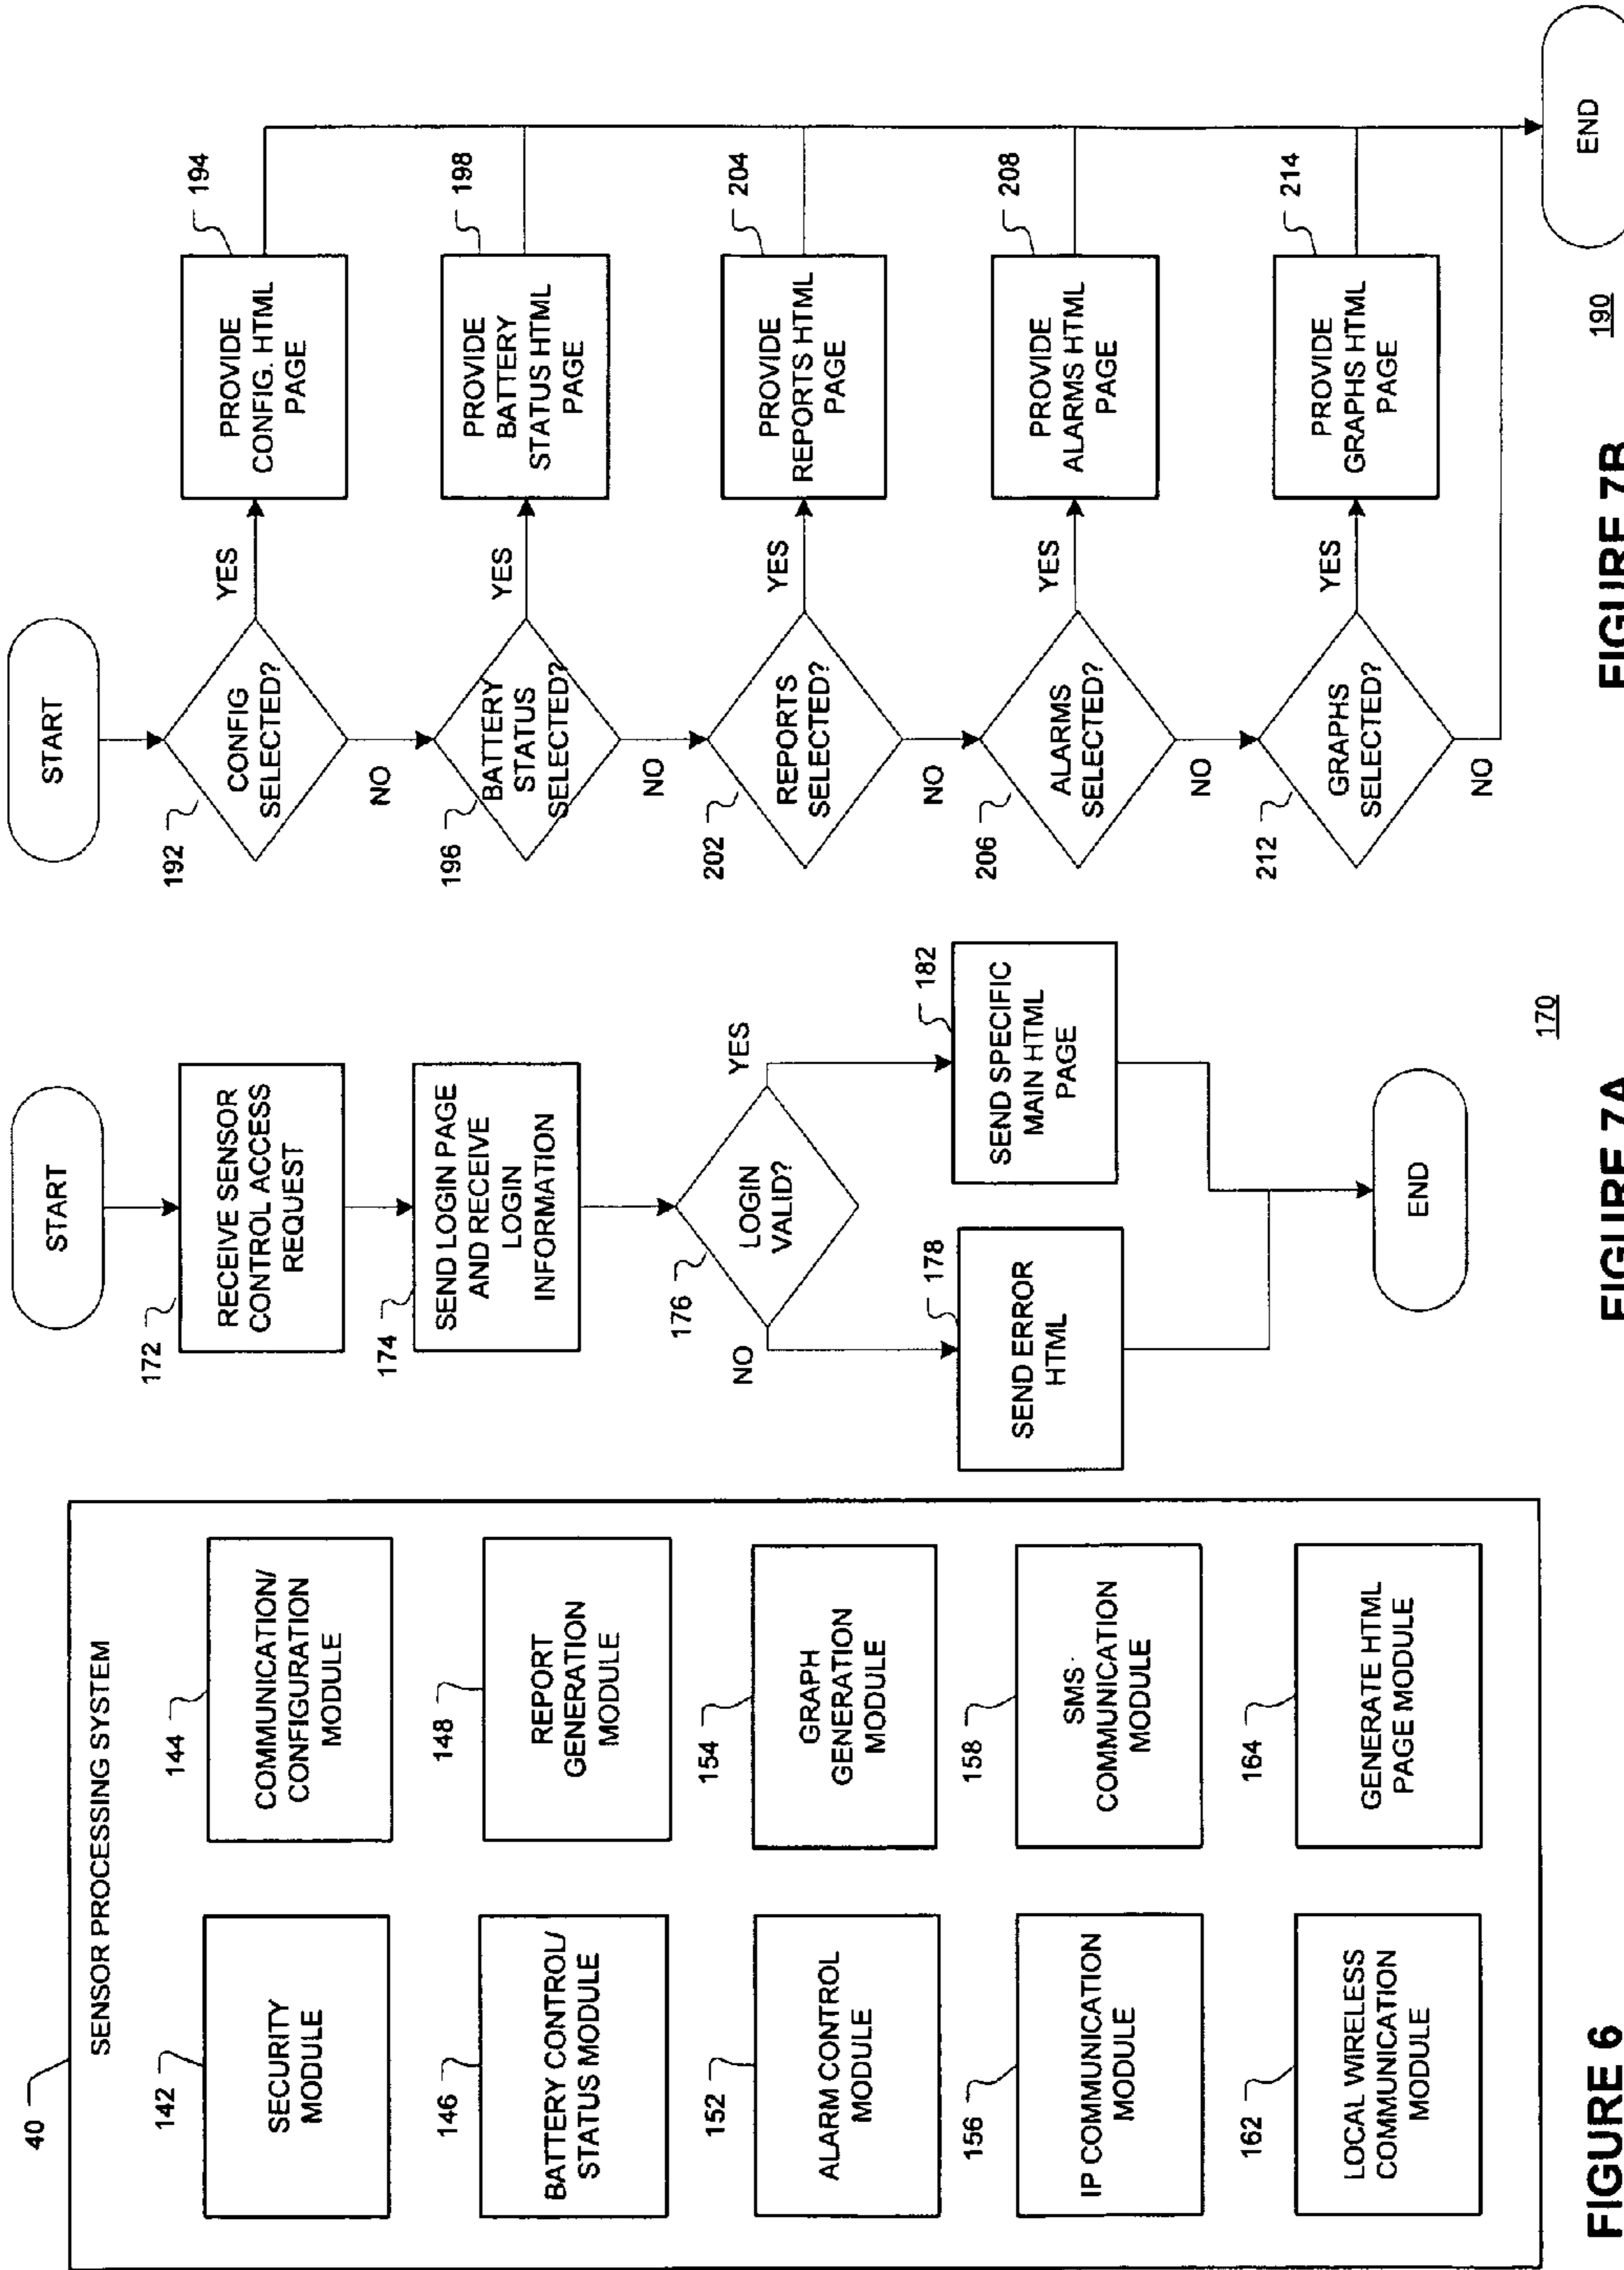 40
SENSOR PROCESSING SYSTEM
142
SECURITY
MODULE
144
COMMUNICATION/
CONFIGURATION
MODULE
146
BATTERY CONTROL/
STATUS MODULE
148
REPORT
GENERATION
MODULE
152
ALARM CONTROL
MODULE
154
GRAPH
GENERATION
MODULE
156
IP COMMUNICATION
MODULE
158
SMS
COMMUNICATION
MODULE
162
LOCAL WIRELESS
COMMUNICATION
MODULE
164
GENERATE HTML
PAGE MODULE
FIGURE 6
START
172
RECEIVE SENSOR
CONTROL ACCESS
REQUEST
174
SEND LOGIN PAGE
AND RECEIVE
LOGIN
INFORMATION
176
LOGIN
VALID?
NO
YES
178
SEND ERROR
HTML
182
SEND SPECIFIC
MAIN HTML
PAGE
END
170
FIGURE 7A
START
192
CONFIG
SELECTED?
YES
NO
194
PROVIDE
CONFIG. HTML
PAGE
196
BATTERY
STATUS
SELECTED?
YES
NO
198
PROVIDE
BATTERY
STATUS HTML
PAGE
202
REPORTS
SELECTED?
YES
NO
204
PROVIDE
REPORTS HTML
PAGE
206
ALARMS
SELECTED?
YES
NO
208
PROVIDE
ALARMS HTML
PAGE
212
GRAPHS
SELECTED?
YES
NO
214
PROVIDE
GRAPHS HTML
PAGE
END
190
FIGURE 7B